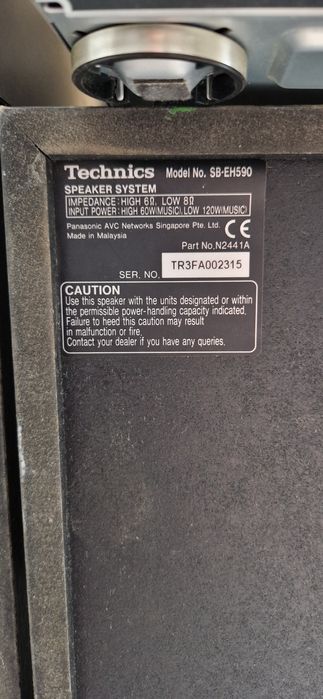 Technics Model No. SB-EH590
SPEAKER SYSTEM
IMPEDANCE: HIGH 6Ω, LOW 8Ω
INPUT POWER: HIGH 60W(MUSIC), LOW 120W(MUSIC)
Panasonic AVC Networks Singapore Pte. Ltd.
Made in Malaysia
CE
Part No,N2441A
SER. NO. TR3FA002315
CAUTION
Use this speaker with the units designated or within
the permissible power-handling capacity indicated.
Failure to heed this caution may result
in malfunction or fire.
Contact your dealer if you have any queries.